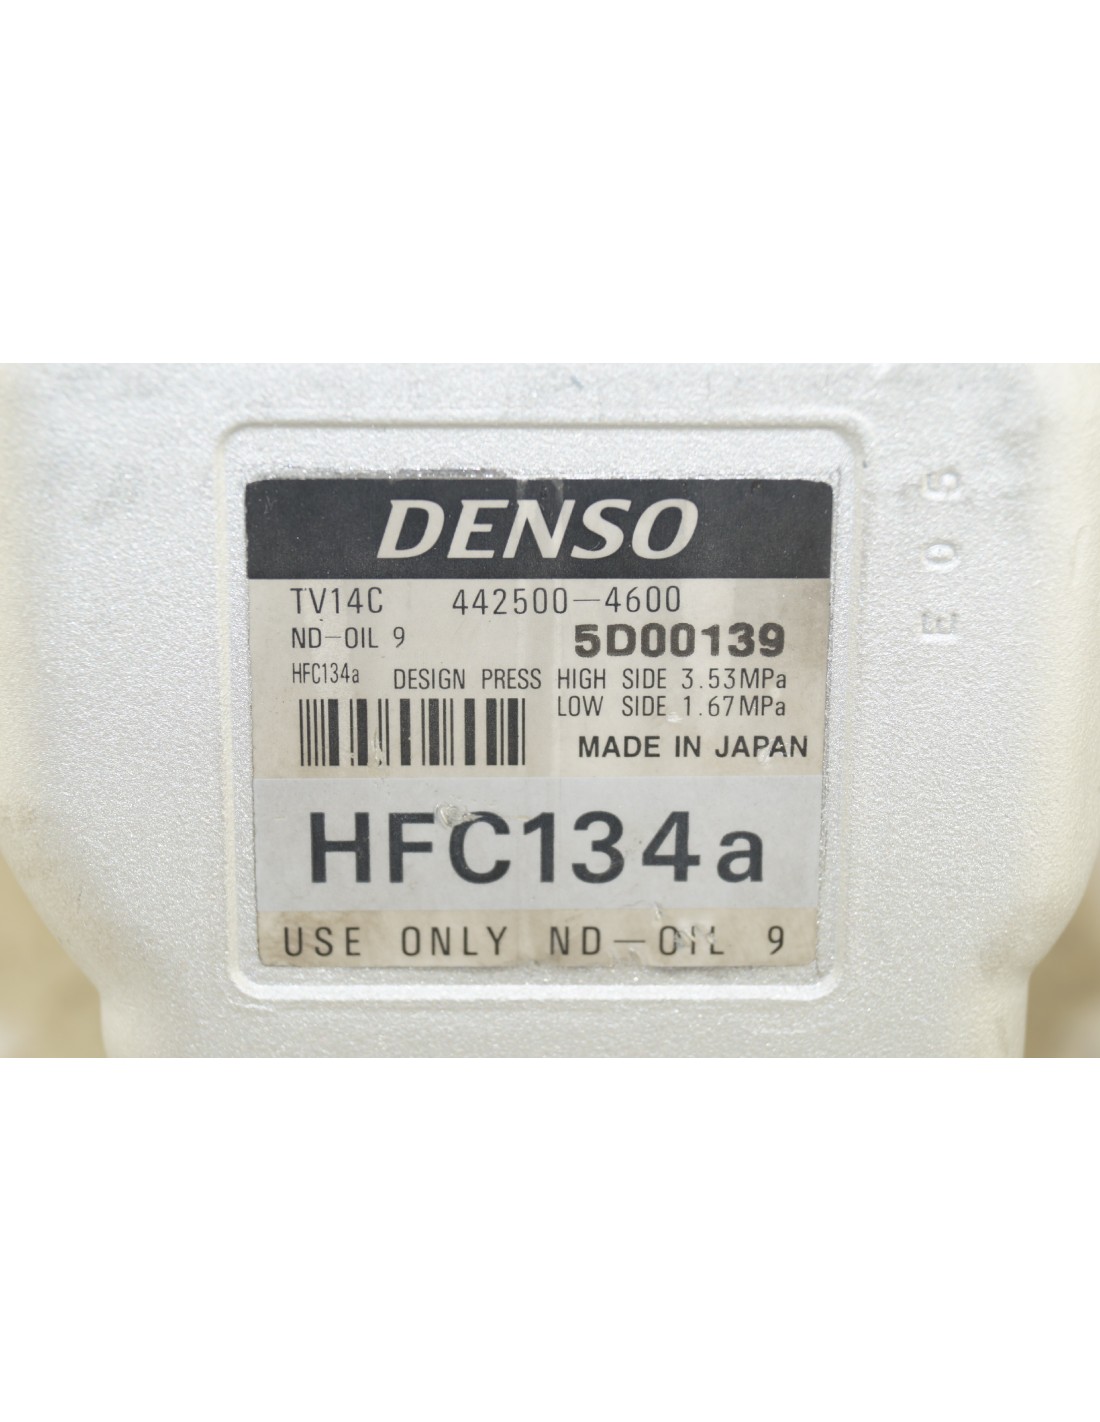 DENSO
TV14C 442500-4600
ND-OIL 9 5D00139
HFC134a DESIGN PRESS HIGH SIDE 3.53MPa
LOW SIDE 1.67MPa
MADE IN JAPAN
HFC134a
USE ONLY ND-OIL 9